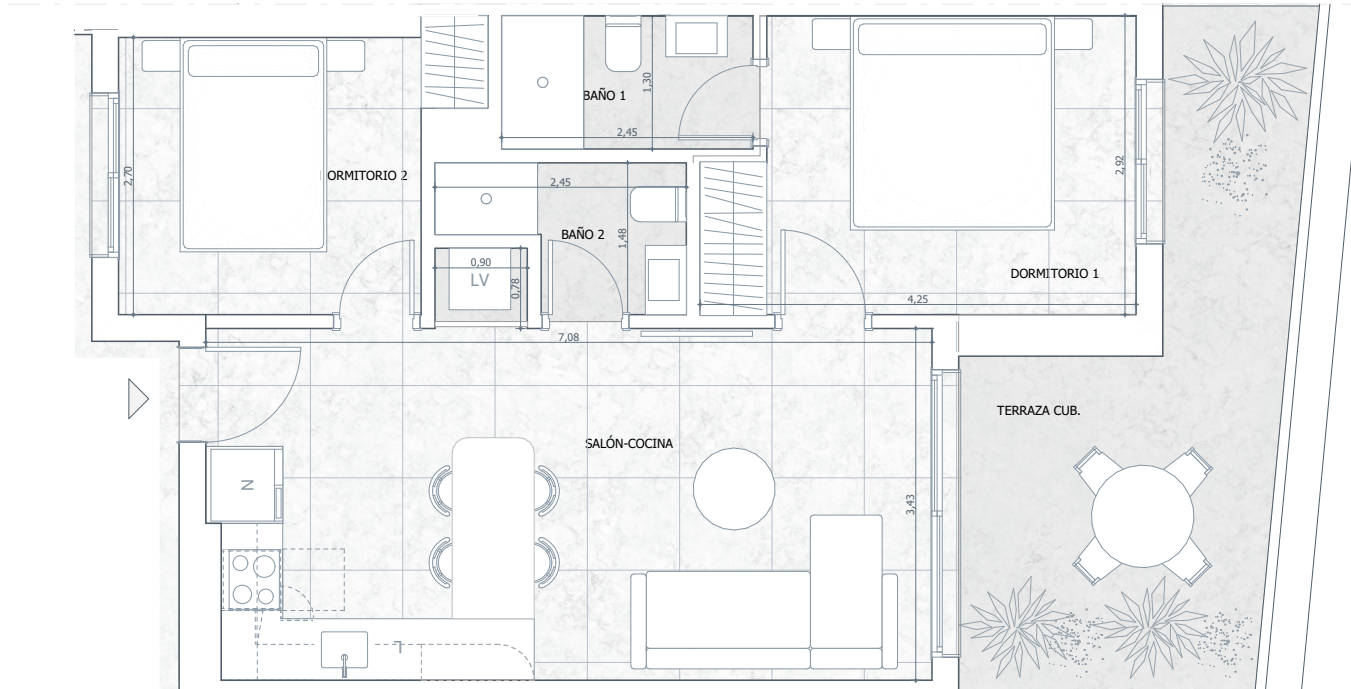 BAÑO 1
1,30
2,45
2,70
ORMITORIO 2
2,45
2,92
BAÑO 2
1,48
0,90
LV
0,78
DORMITORIO 1
4,25
7,08
TERRAZA CUB.
SALÓN-COCINA
N
3,43
L